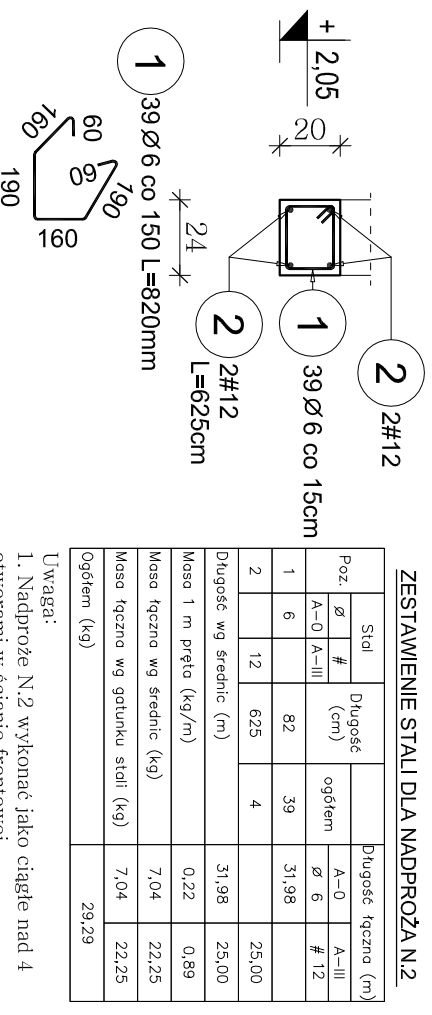 ZESTAWIENIE STALI DLA NADPROŻA N.2
Poz. Stal Długość (cm) ogółem Długość łączna (m)
Ø # A-0 A-III
A-0 A-III Ø 6 # 12
1 6 82 39 31,98
2 12 625 4 25,00
Długość wg średnic (m) 31,98 25,00
Masa 1 m pręta (kg/m) 0,22 0,89
Masa łączna wg średnic (kg) 7,04 22,25
Masa łączna wg gatunku stali (kg) 7,04 22,25
Ogółem (kg) 29,29
Uwaga:
1. Nadproże N.2 wykonać jako ciągłe nad 4
otworami w ścianie frontowej
+
2,05
20
24
2 2#12
1 39 Ø 6 co 15cm
2 2#12
L=625cm
1 39 Ø 6 co 150 L=820mm
60
60
160
190
190
160